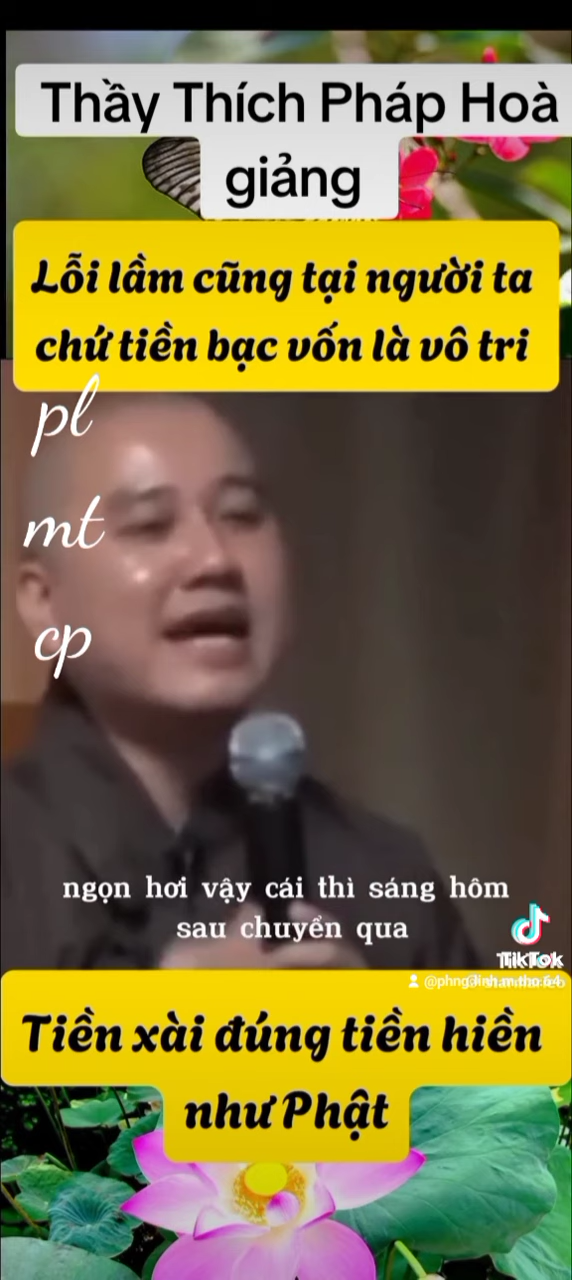 Thầy Thích Pháp Hoà
giảng
Lỗi lầm cũng tại người ta
chứ tiền bạc vốn là vô tri
pl
mt
cp
ngọn hơi vậy cái thì sáng hôm
sau chuyển qua
TikTok
Tiền xài đúng tiền hiền
như Phật